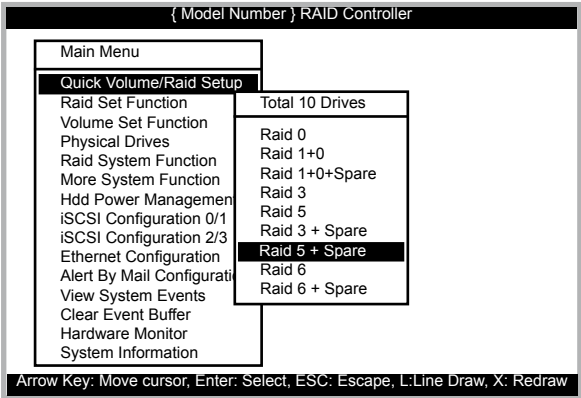 { Model Number } RAID Controller
Main Menu
Quick Volume/Raid Setup
Raid Set Function
Volume Set Function
Physical Drives
Raid System Function
More System Function
Hdd Power Managemen
iSCSI Configuration 0/1
iSCSI Configuration 2/3
Ethernet Configuration
Alert By Mail Configurati
View System Events
Clear Event Buffer
Hardware Monitor
System Information
Total 10 Drives
Raid 0
Raid 1+0
Raid 1+0+Spare
Raid 3
Raid 5
Raid 3 + Spare
Raid 5 + Spare
Raid 6
Raid 6 + Spare
Arrow Key: Move cursor, Enter: Select, ESC: Escape, L:Line Draw, X: Redraw